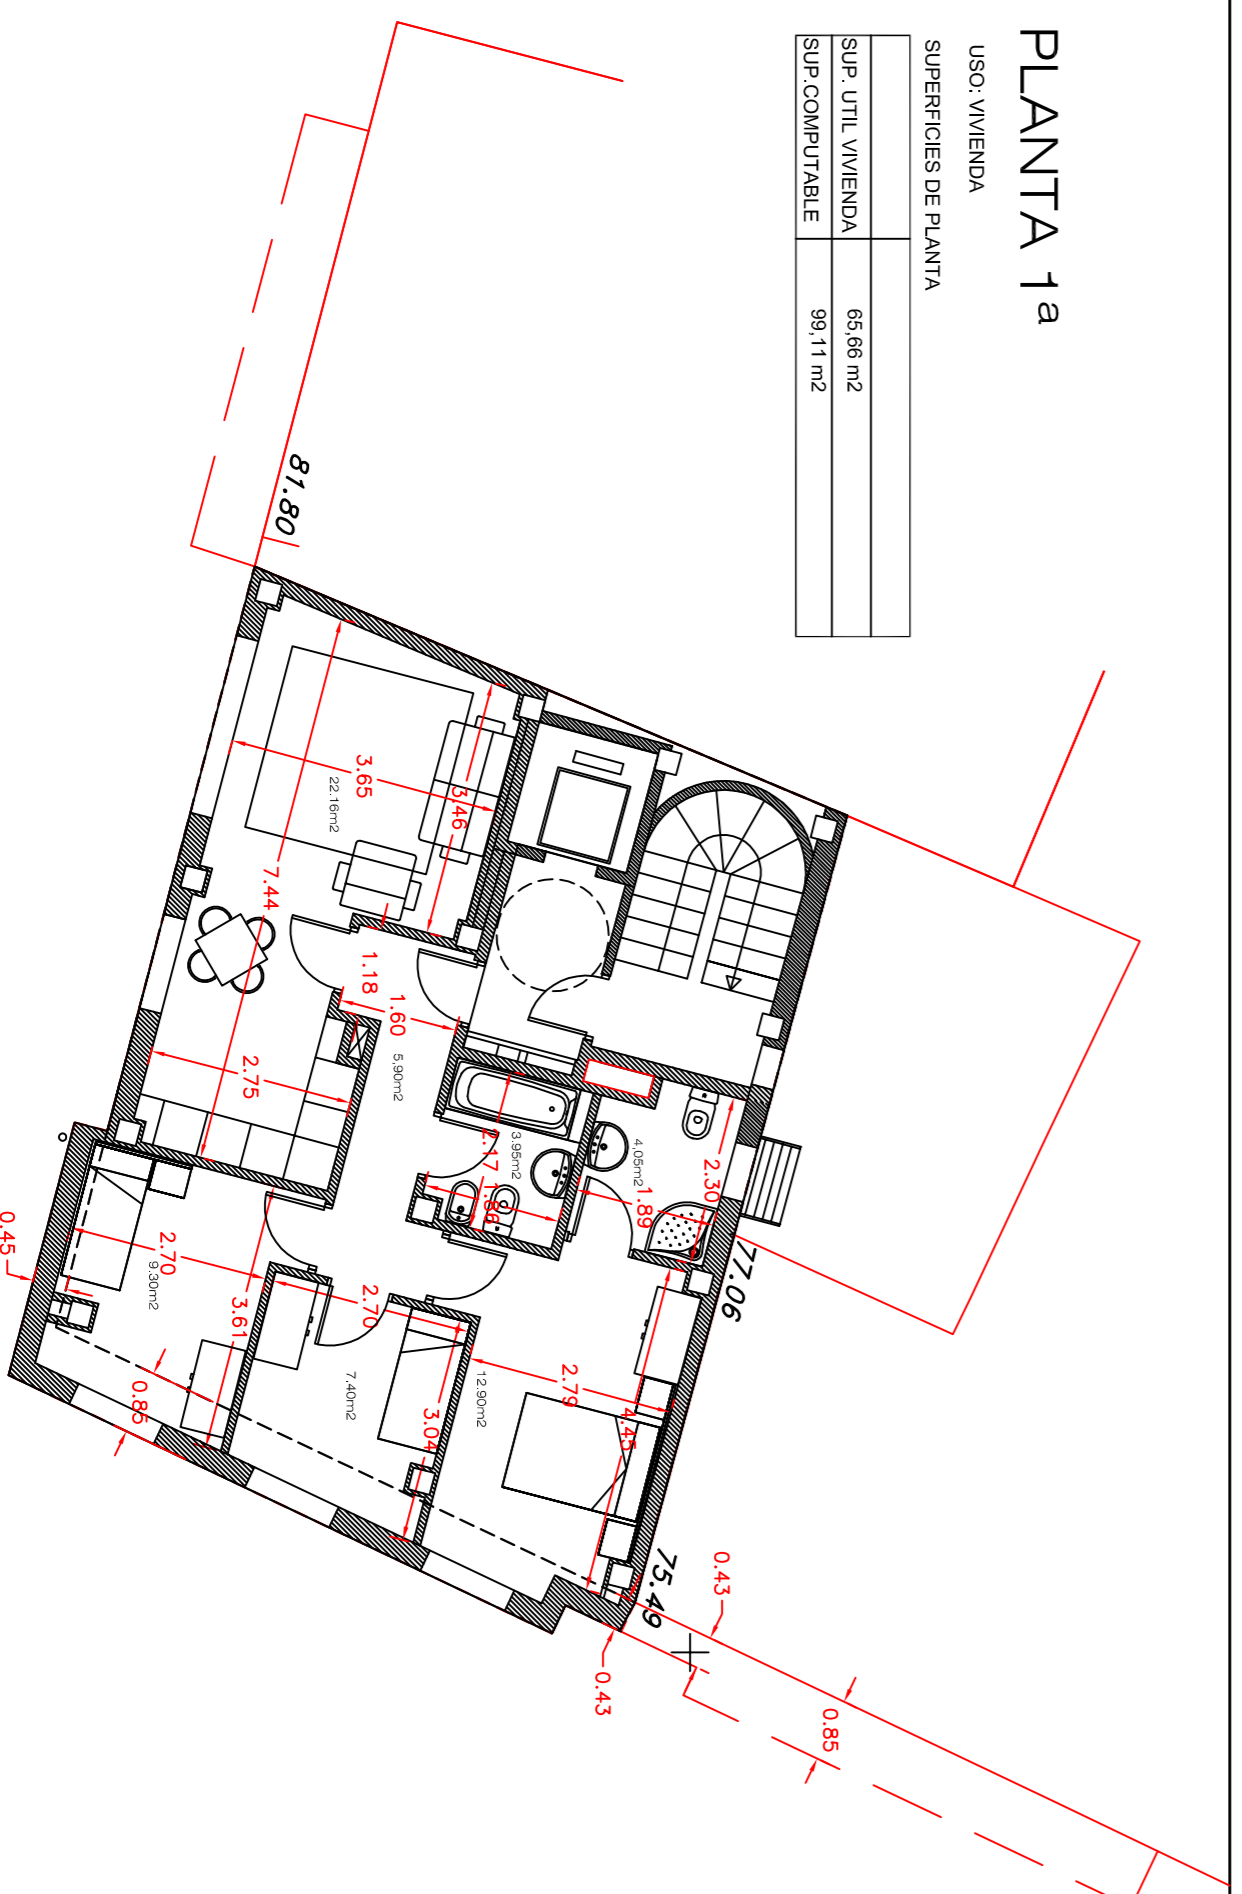 PLANTA 1ª
USO: VIVIENDA
SUPERFICIES DE PLANTA
SUP. UTIL VIVIENDA 65,66 m2
SUP.COMPUTABLE 99,11 m2
81.80
3.65
22.16m2
3.46
7.44
1.18
1.60
5,90m2
2.75
2.17
3.95m2
1.86
4,05m2
2.30
1.89
77.06
2.70
9.30m2
3.61
0.45
0.85
2.70
7.40m2
3.04
12.90m2
2.79
4.45
75.49
0.43
0.43
0.85